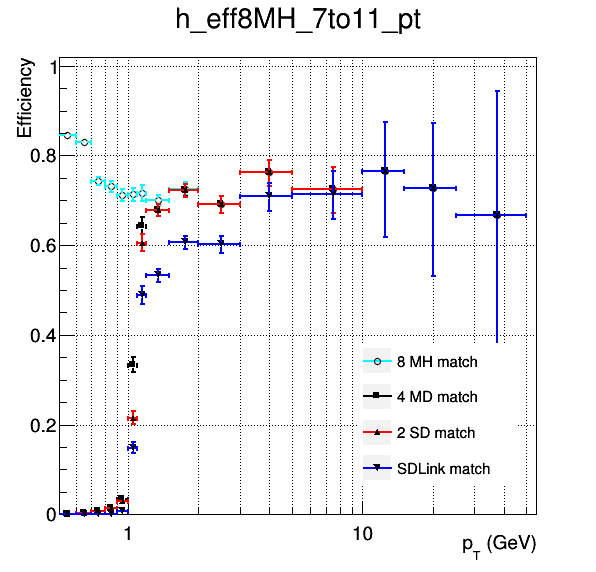 h_eff8MH_7to11_pt
Efficiency
1
0.8
0.6
0.4
0.2
0
8 MH match
4 MD match
2 SD match
SDLink match
1
10
p_T (GeV)